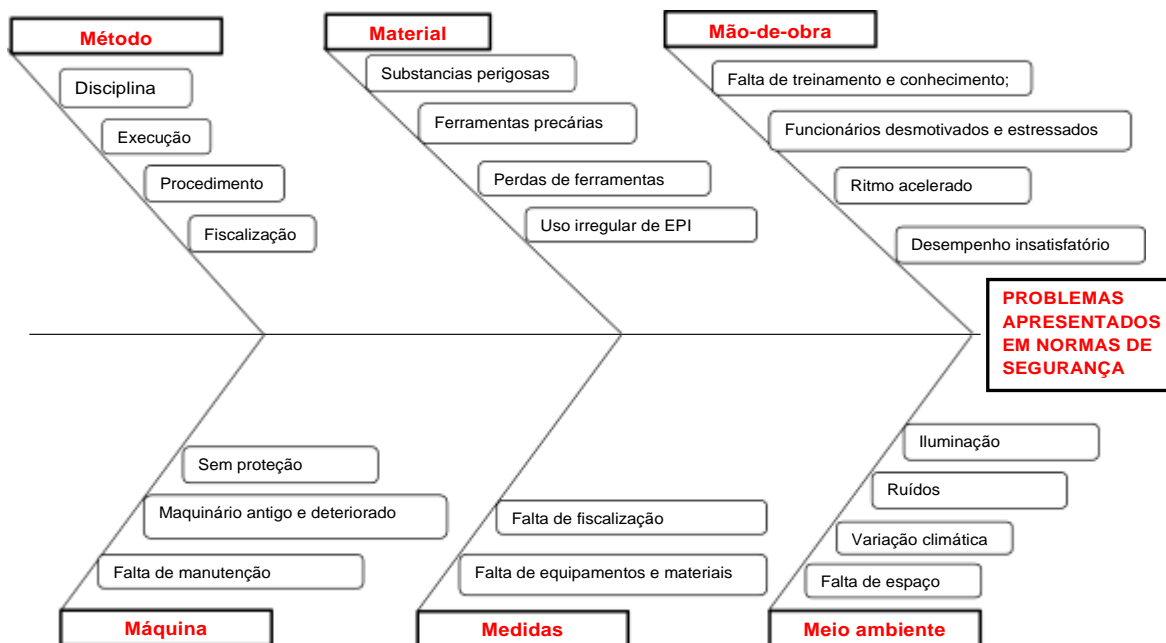 Método
Disciplina
Execução
Procedimento
Fiscalização
Material
Substancias perigosas
Ferramentas precárias
Perdas de ferramentas
Uso irregular de EPI
Mão-de-obra
Falta de treinamento e conhecimento;
Funcionários desmotivados e estressados
Ritmo acelerado
Desempenho insatisfatório
PROBLEMAS
APRESENTADOS
EM NORMAS DE
SEGURANÇA
Sem proteção
Maquinário antigo e deteriorado
Falta de manutenção
Máquina
Falta de fiscalização
Falta de equipamentos e materiais
Medidas
Iluminação
Ruídos
Variação climática
Falta de espaço
Meio ambiente